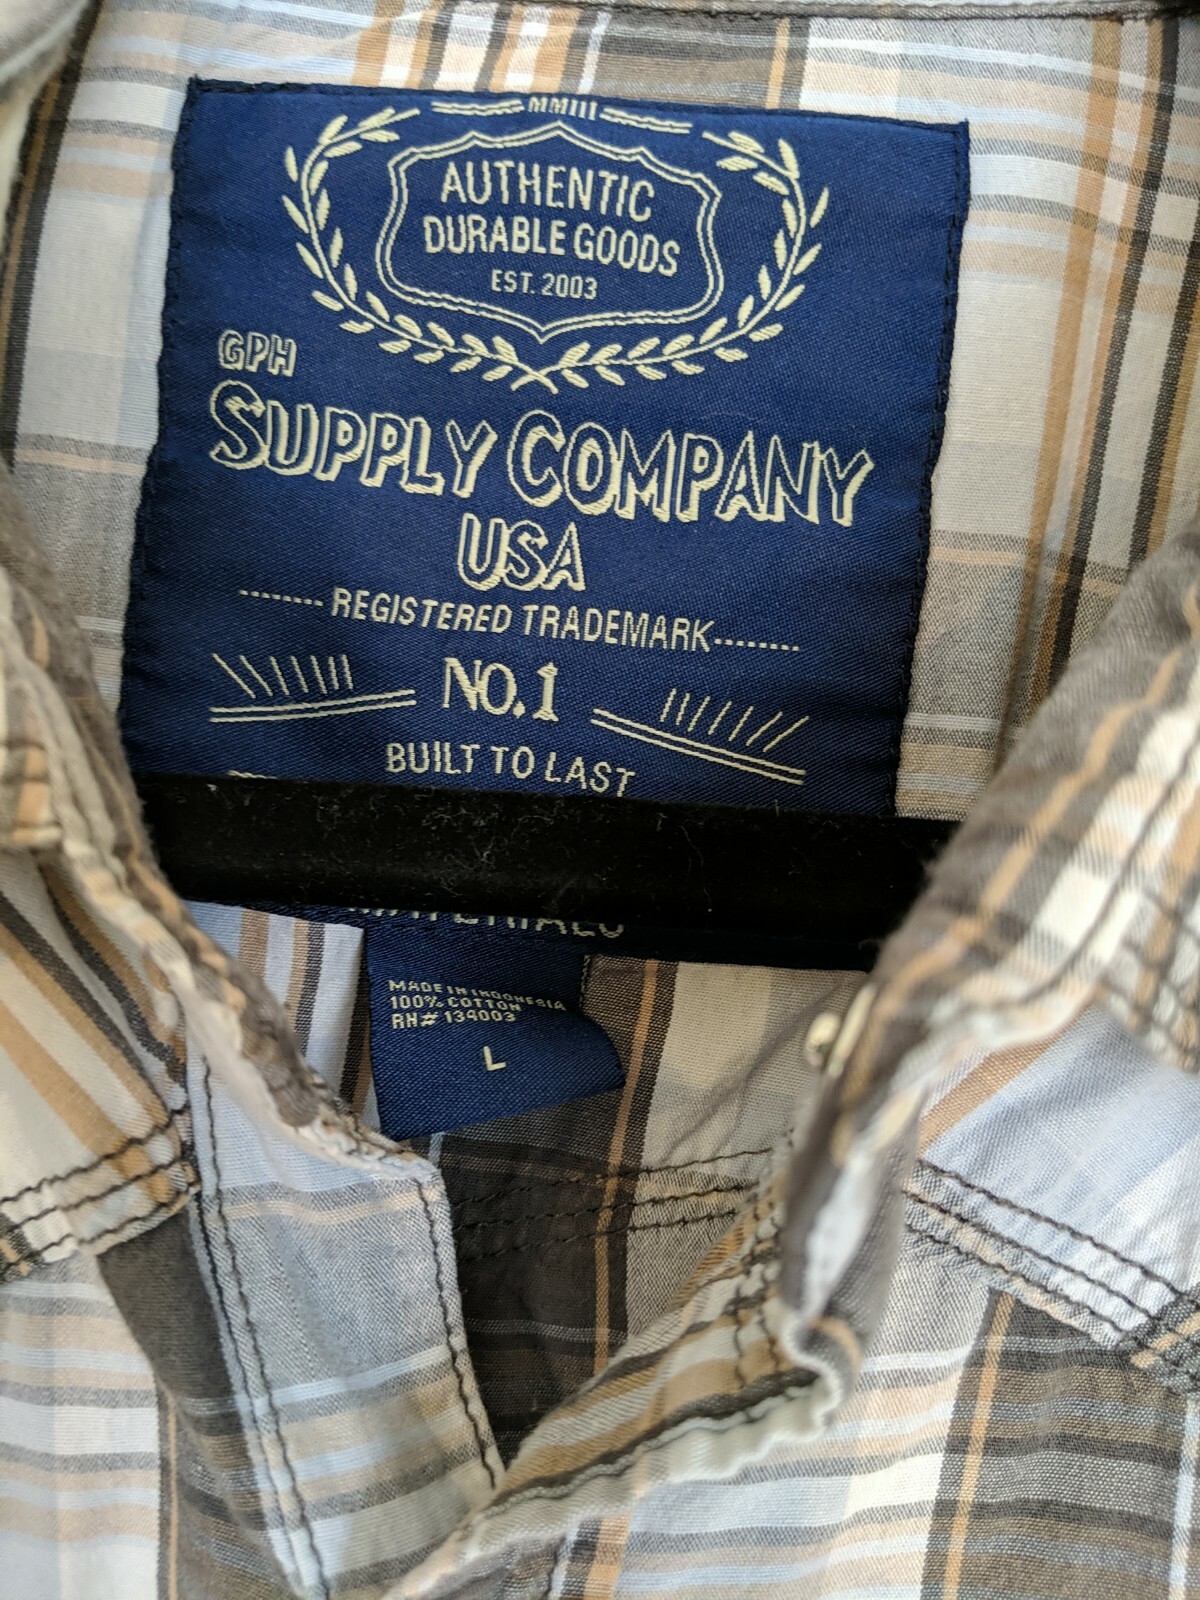 MMIII
AUTHENTIC
DURABLE GOODS
EST. 2003
GPH
SUPPLY COMPANY
USA
REGISTERED TRADEMARK
NO.1
BUILT TO LAST
MADE IN INDONESIA
100% COTTON
RN# 134003
L